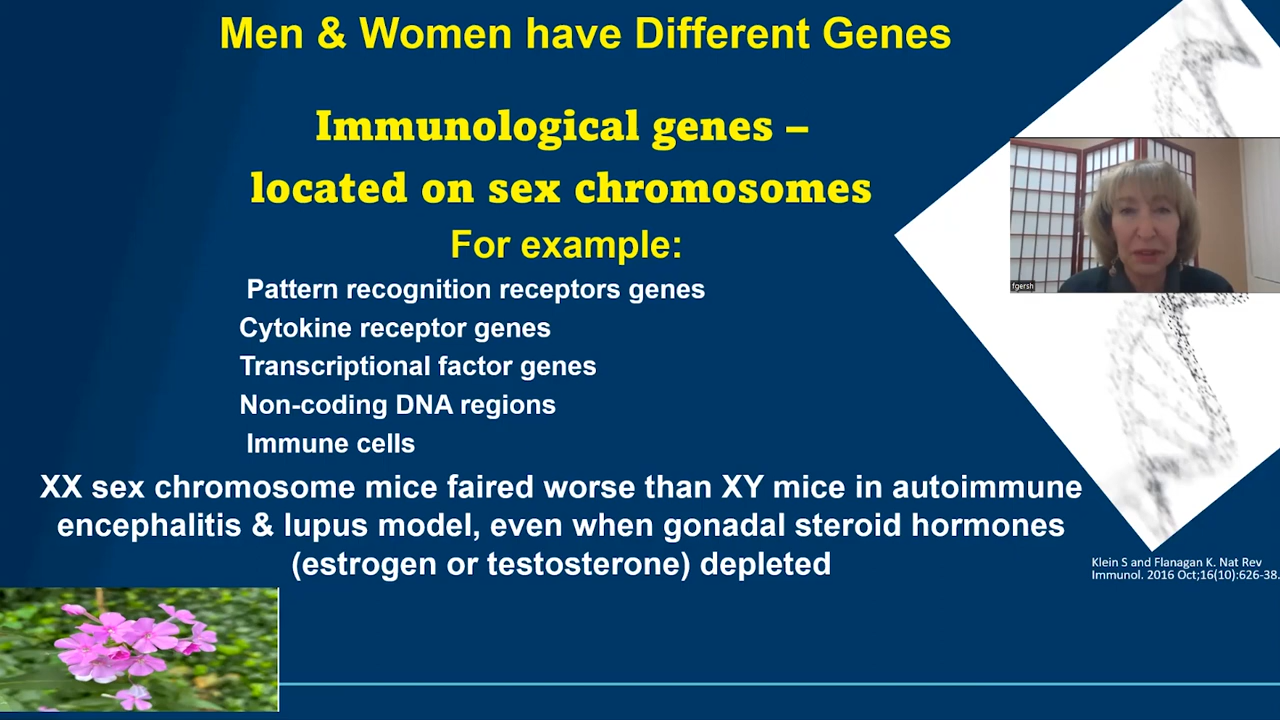 Men & Women have Different Genes
Immunological genes –
located on sex chromosomes
For example:
Pattern recognition receptors genes
Cytokine receptor genes
Transcriptional factor genes
Non-coding DNA regions
Immune cells
XX sex chromosome mice faired worse than XY mice in autoimmune
encephalitis & lupus model, even when gonadal steroid hormones
(estrogen or testosterone) depleted
fgersh
Klein S and Flanagan K. Nat Rev
Immunol. 2016 Oct;16(10):626-38.